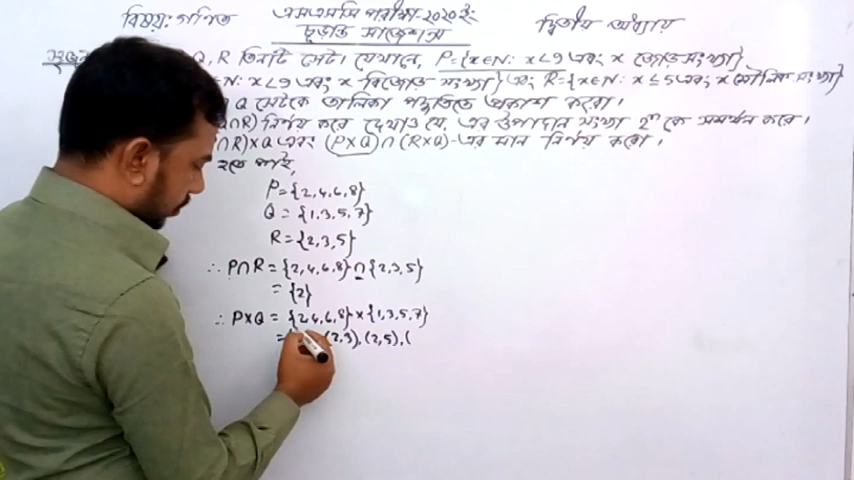 বিষয়: গণিত
এসএসসি পরীক্ষা-২০২০ইং
চূড়ান্ত সাজেশন্স
দ্বিতীয় অধ্যায়
Q, R তিনটি সেট। যেখানে, P={x∈N: x<9 এবং x জোড় সংখ্যা}
∈N: x<9 এবং x বিজোড় সংখ্যা} এবং R={x∈N: x≤5 এবং x মৌলিক সংখ্যা}
Q সেটকে তালিকা পদ্ধতিতে প্রকাশ করো।
∩R) নির্ণয় করে দেখাও যে, এর উপাদান সংখ্যা 2ⁿ কে সমর্থন করে।
∩R)×Q এবং (P×Q)∩(R×Q)-এর মান নির্ণয় করো।
হতে পাই,
P={2,4,6,8}
Q = {1,3,5,7}
R={2,3,5}
∴ P∩R = {2,4,6,8}∩{2,3,5}
= {2}
∴ P×Q = {2,4,6,8}×{1,3,5,7}
= (2,3),(2,5),(